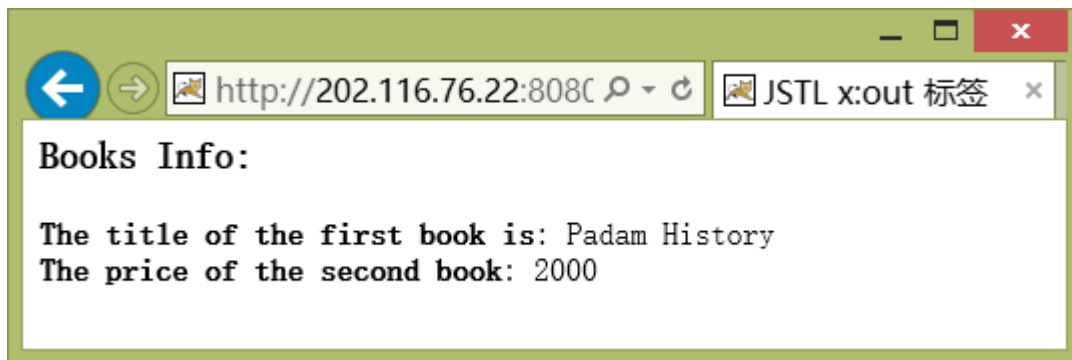 http://202.116.76.22:808
JSTL x:out 标签
Books Info:
The title of the first book is: Padam History
The price of the second book: 2000